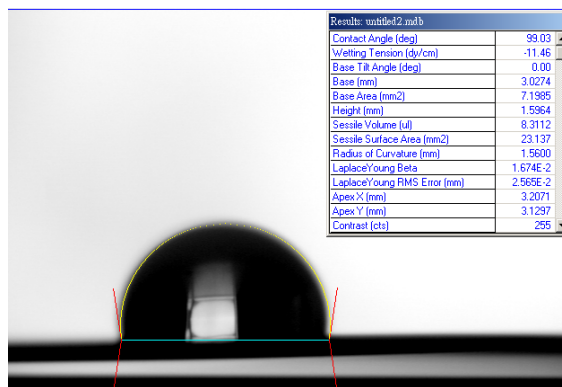 Results: untitled2.mdb
Contact Angle (deg) 99.03
Wetting Tension (dy/cm) -11.46
Base Tilt Angle (deg) 0.00
Base (mm) 3.0274
Base Area (mm2) 7.1985
Height (mm) 1.5964
Sessile Volume (ul) 8.3112
Sessile Surface Area (mm2) 23.137
Radius of Curvature (mm) 1.5600
LaplaceYoung Beta 1.674E-2
LaplaceYoung RMS Error (mm) 2.565E-2
Apex X (mm) 3.2071
Apex Y (mm) 3.1297
Contrast (cts) 255